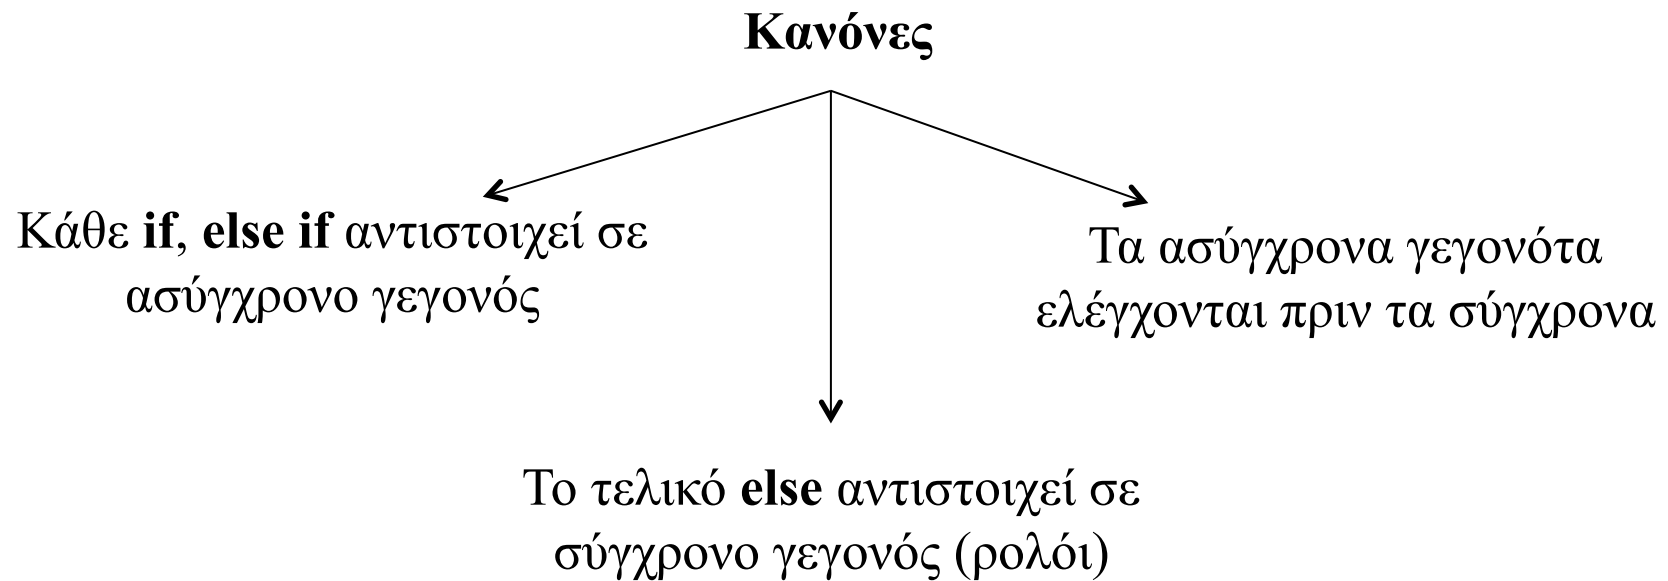 Κανόνες
Κάθε if, else if αντιστοιχεί σε
ασύγχρονο γεγονός
Τα ασύγχρονα γεγονότα
ελέγχονται πριν τα σύγχρονα
Το τελικό else αντιστοιχεί σε
σύγχρονο γεγονός (ρολόι)